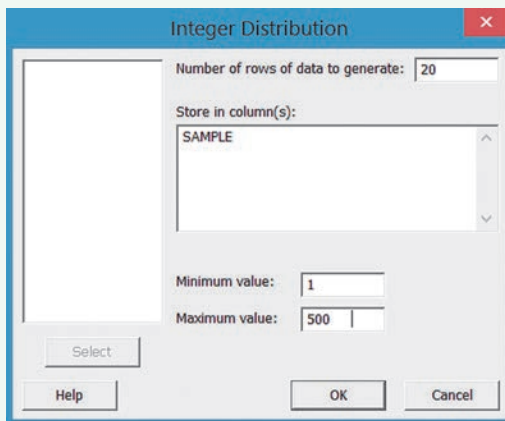 Integer Distribution
Number of rows of data to generate: 20
Store in column(s):
SAMPLE
Minimum value: 1
Maximum value: 500
Select
Help OK Cancel